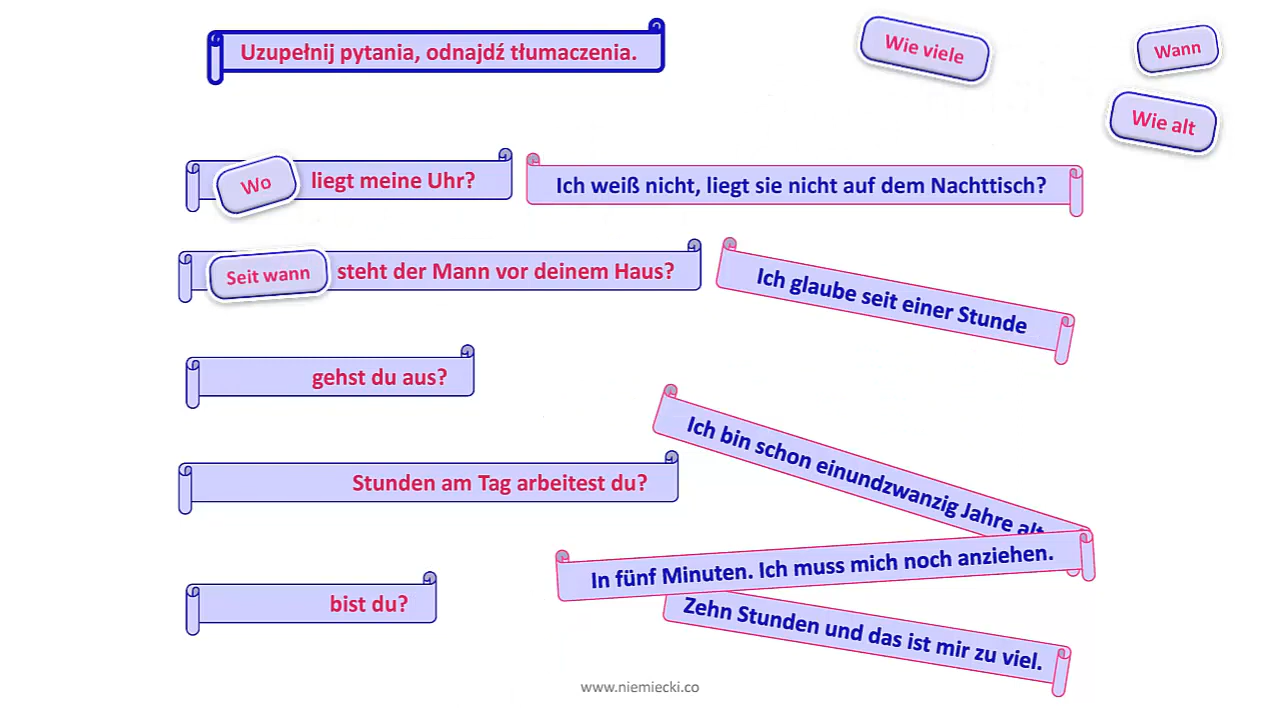 Uzupełnij pytania, odnajdź tłumaczenia.
Wie viele
Wann
Wie alt
Wo liegt meine Uhr?
Ich weiß nicht, liegt sie nicht auf dem Nachttisch?
Seit wann steht der Mann vor deinem Haus?
Ich glaube seit einer Stunde
gehst du aus?
Ich bin schon einundzwanzig Jahre alt.
Stunden am Tag arbeitest du?
In fünf Minuten. Ich muss mich noch anziehen.
bist du?
Zehn Stunden und das ist mir zu viel.
www.niemiecki.co